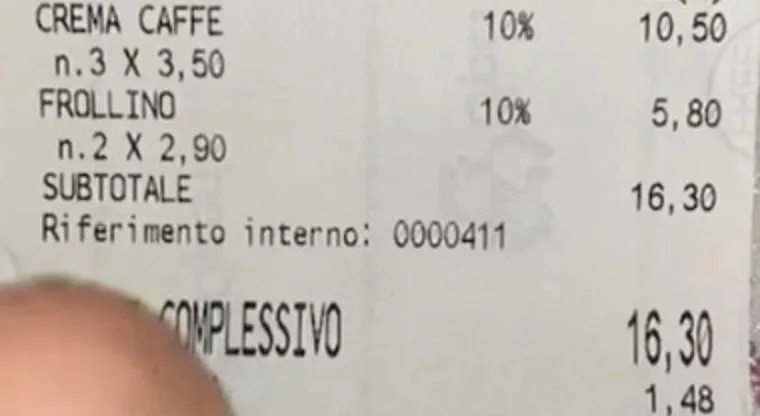 CREMA CAFFE 10% 10,50
n.3 X 3,50
FROLLINO 10% 5,80
n.2 X 2,90
SUBTOTALE 16,30
Riferimento interno: 0000411
COMPLESSIVO 16,30
1,48